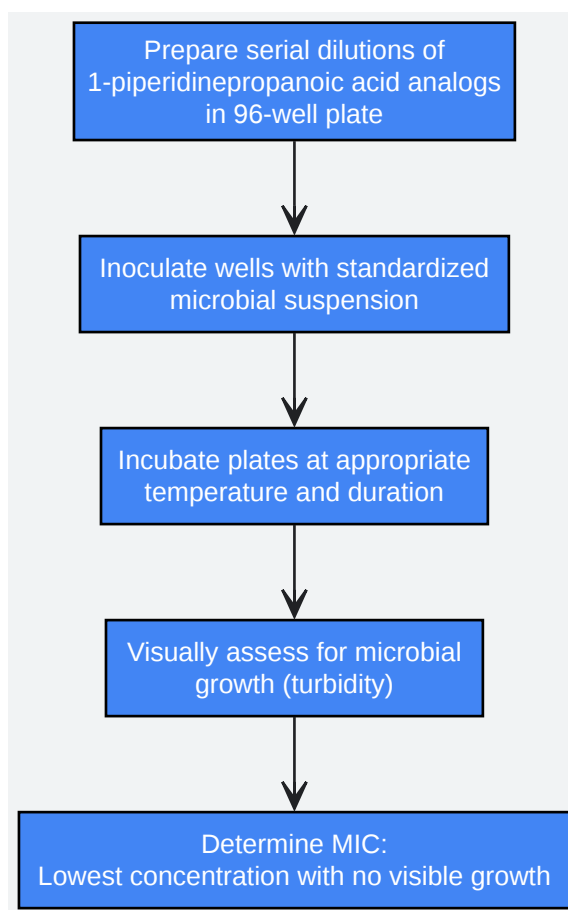 Prepare serial dilutions of
1-piperidinepropanoic acid analogs
in 96-well plate
Inoculate wells with standardized
microbial suspension
Incubate plates at appropriate
temperature and duration
Visually assess for microbial
growth (turbidity)
Determine MIC:
Lowest concentration with no visible growth